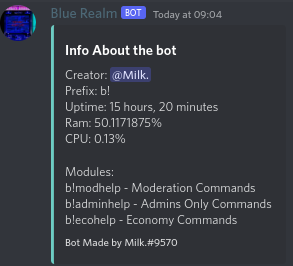 Blue Realm BOT Today at 09:04
Info About the bot
Creator: @Milk.
Prefix: b!
Uptime: 15 hours, 20 minutes
Ram: 50.1171875%
CPU: 0.13%
Modules:
b!modhelp - Moderation Commands
b!adminhelp - Admins Only Commands
b!ecohelp - Economy Commands
Bot Made by Milk.#9570